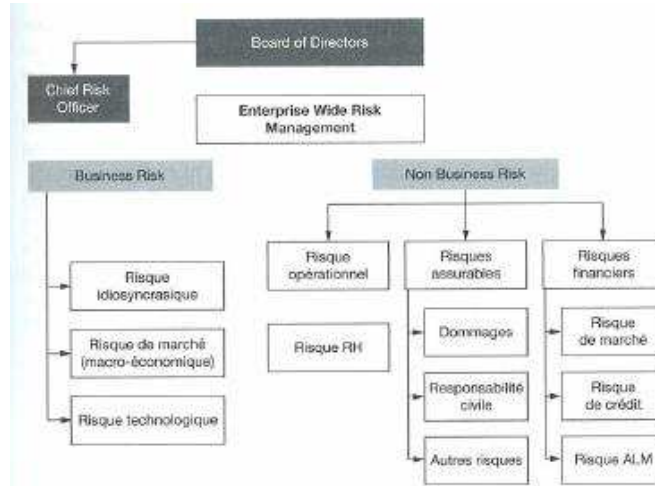 Board of Directors
Chief Risk
Officer
Enterprise Wide Risk
Management
Business Risk
Non Business Risk
Risque
idiosyncrasique
Risque de marché
(macro-économique)
Risque technologique
Risque
opérationnel
Risque RH
Risques
assurables
Dommages
Responsabilité
civile
Autres risques
Risques
financiers
Risque
de marché
Risque
de crédit
Risque ALM